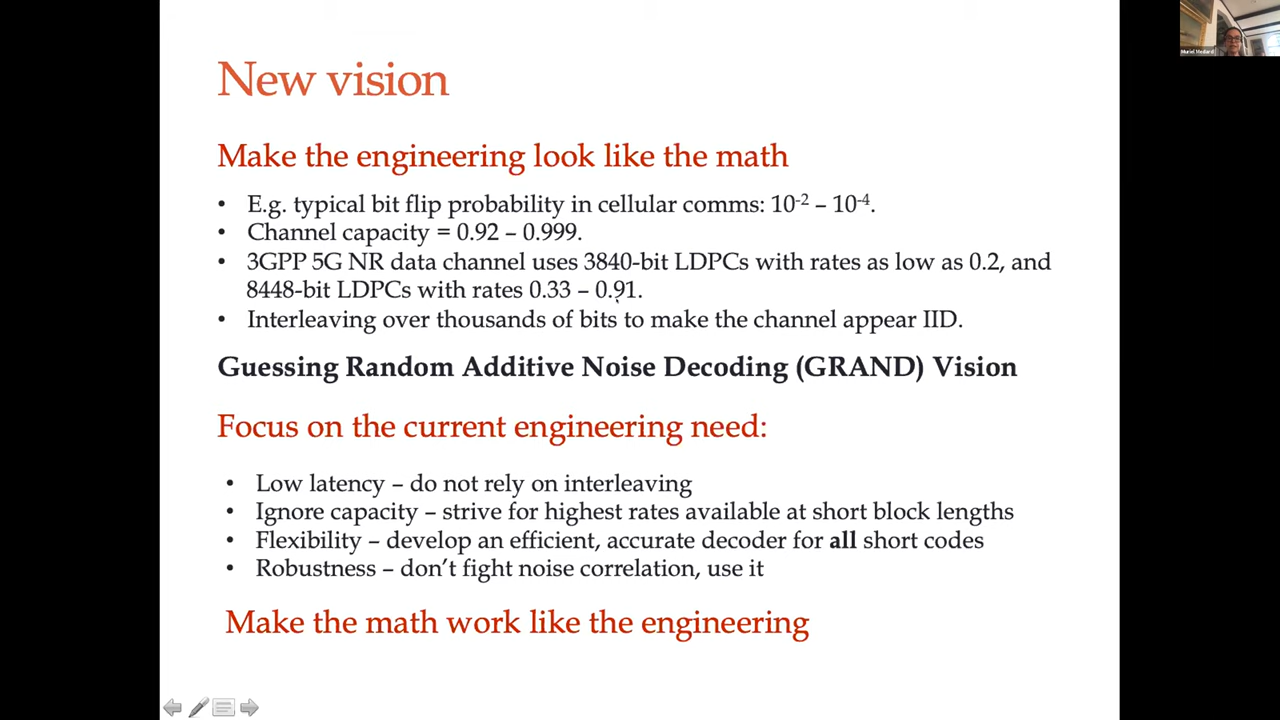 New vision
Make the engineering look like the math
• E.g. typical bit flip probability in cellular comms: 10⁻² – 10⁻⁴.
• Channel capacity = 0.92 – 0.999.
• 3GPP 5G NR data channel uses 3840-bit LDPCs with rates as low as 0.2, and
8448-bit LDPCs with rates 0.33 – 0.91.
• Interleaving over thousands of bits to make the channel appear IID.
Guessing Random Additive Noise Decoding (GRAND) Vision
Focus on the current engineering need:
• Low latency – do not rely on interleaving
• Ignore capacity – strive for highest rates available at short block lengths
• Flexibility – develop an efficient, accurate decoder for all short codes
• Robustness – don't fight noise correlation, use it
Make the math work like the engineering
Muriel Medard